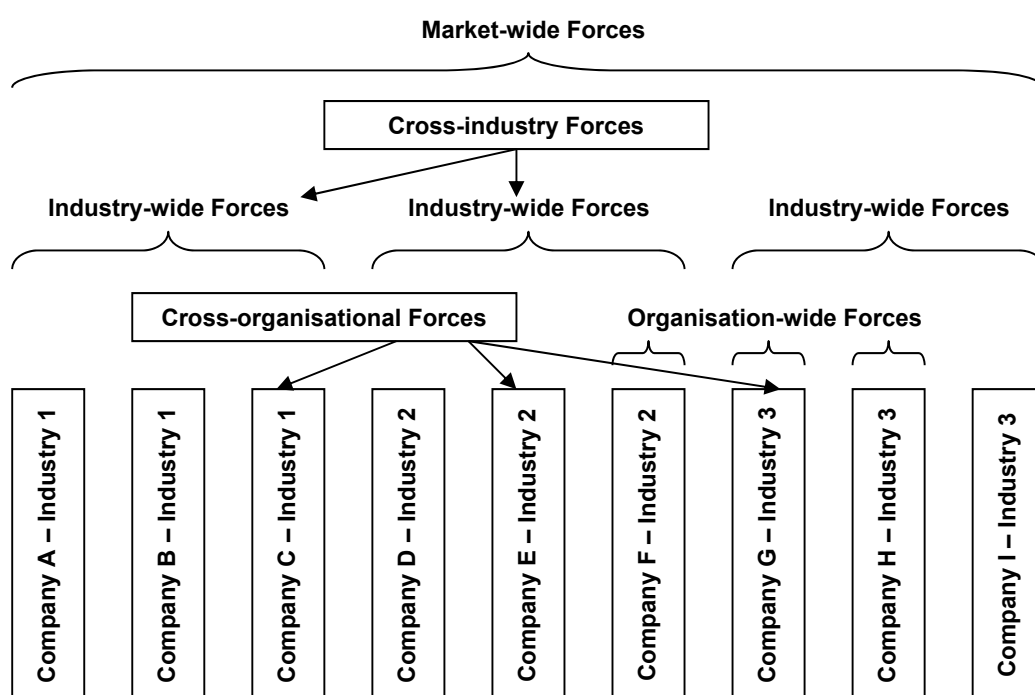 Market-wide Forces
Cross-industry Forces
Industry-wide Forces
Industry-wide Forces
Industry-wide Forces
Cross-organisational Forces
Organisation-wide Forces
Company A – Industry 1
Company B – Industry 1
Company C – Industry 1
Company D – Industry 2
Company E – Industry 2
Company F – Industry 2
Company G – Industry 3
Company H – Industry 3
Company I – Industry 3